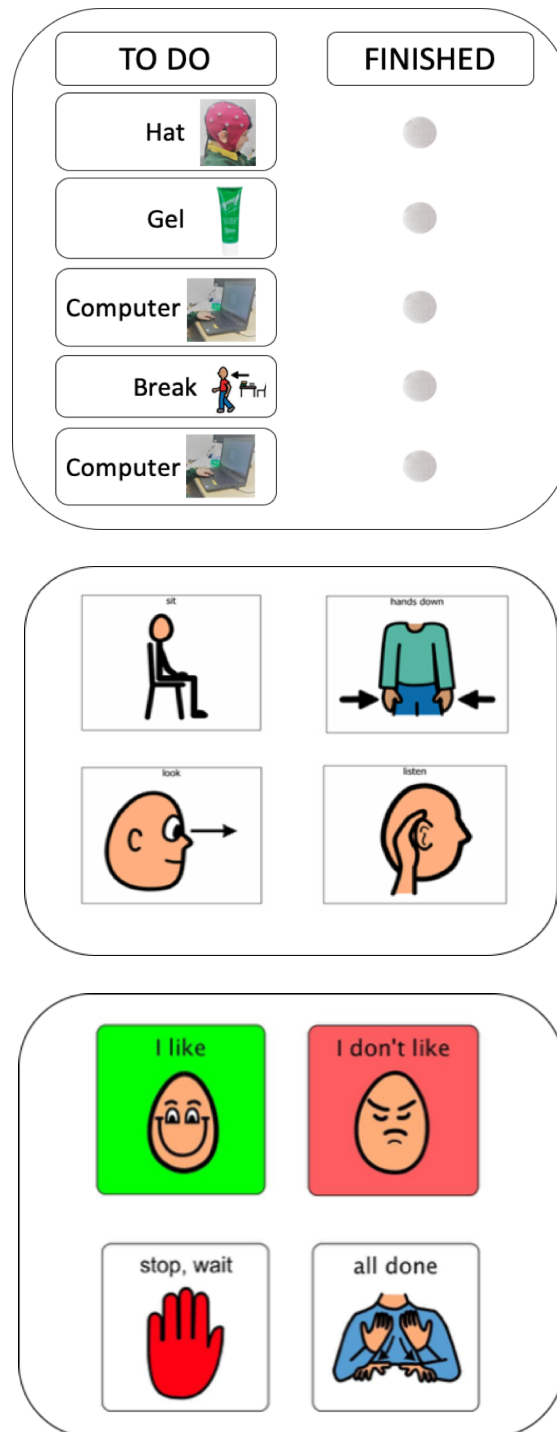 TO DO
FINISHED
Hat
Gel
Computer
Break
Computer
sit
hands down
look
listen
I like
I don't like
stop, wait
all done